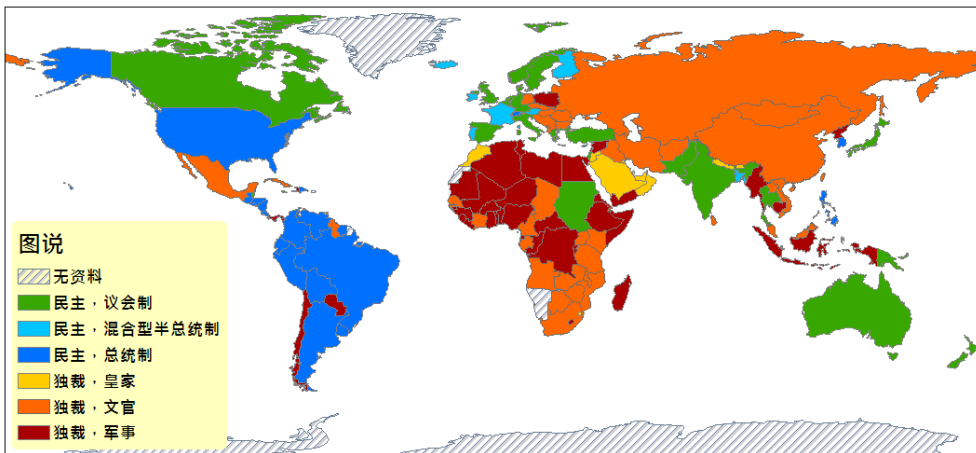 图说
无资料
民主，议会制
民主，混合型半总统制
民主，总统制
独裁，皇家
独裁，文官
独裁，军事